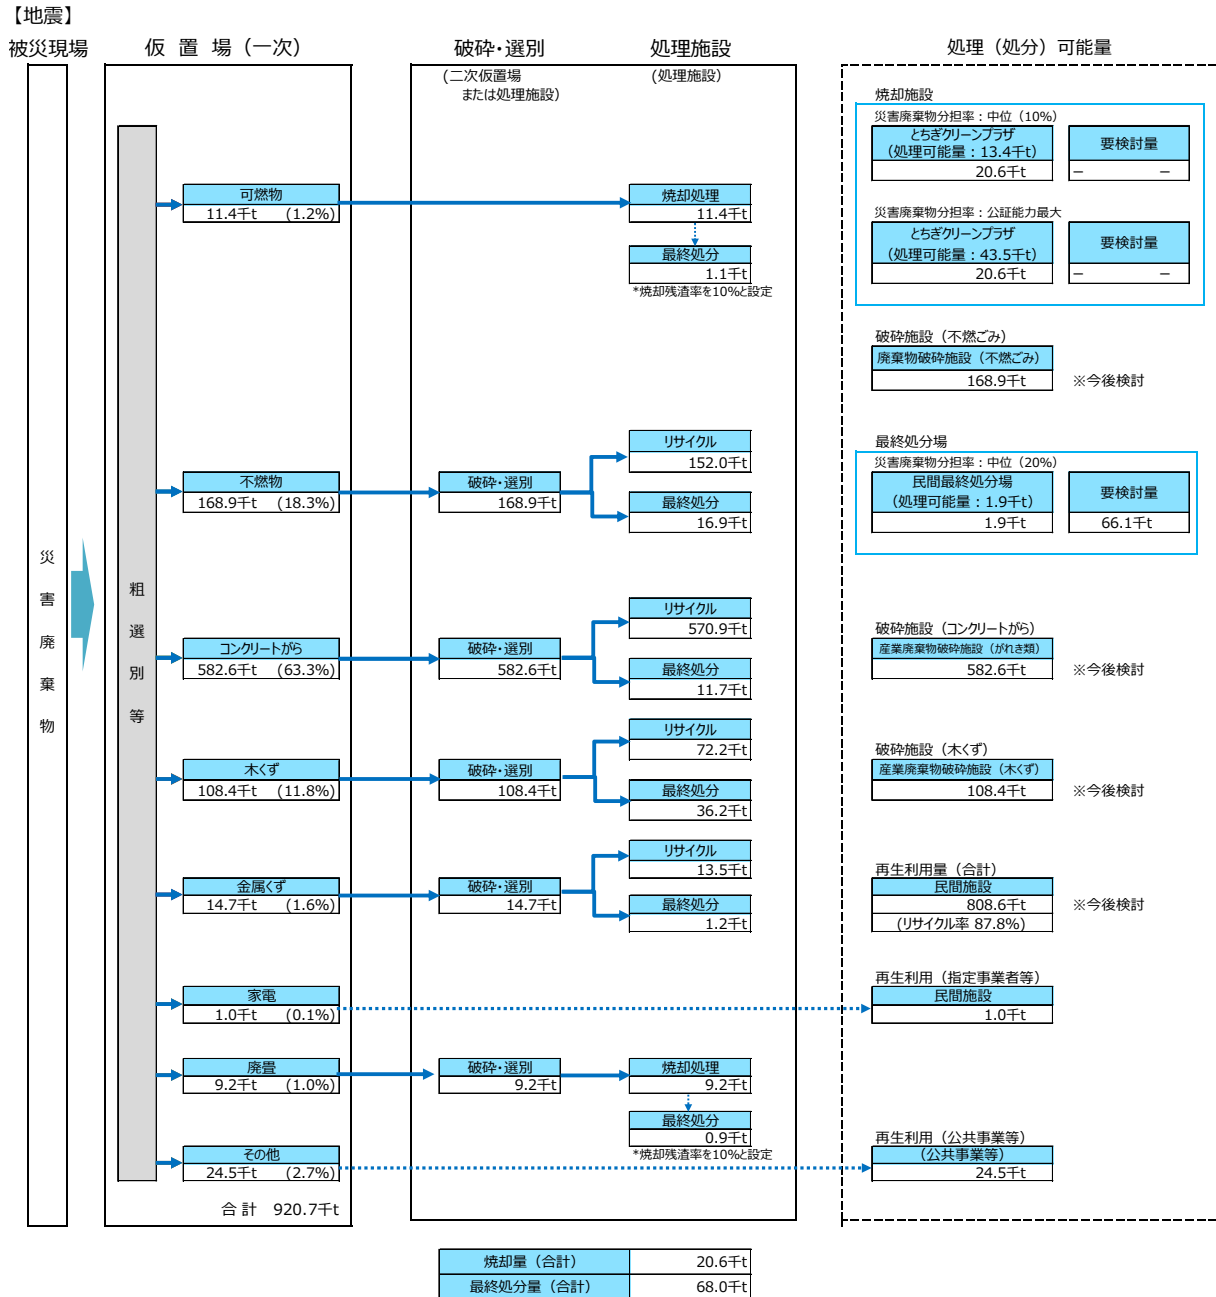 【地震】
被災現場
仮 置 場（一次）
破砕・選別
処理施設
処理（処分）可能量
(二次仮置場
または処理施設)
(処理施設)
災害廃棄物
粗選別等
可燃物
11.4千t (1.2%)
焼却処理
11.4千t
最終処分
1.1千t
*焼却残渣率を10%と設定
不燃物
168.9千t (18.3%)
破砕・選別
168.9千t
リサイクル
152.0千t
最終処分
16.9千t
コンクリートがら
582.6千t (63.3%)
破砕・選別
582.6千t
リサイクル
570.9千t
最終処分
11.7千t
木くず
108.4千t (11.8%)
破砕・選別
108.4千t
リサイクル
72.2千t
最終処分
36.2千t
金属くず
14.7千t (1.6%)
破砕・選別
14.7千t
リサイクル
13.5千t
最終処分
1.2千t
家電
1.0千t (0.1%)
廃畳
9.2千t (1.0%)
破砕・選別
9.2千t
焼却処理
9.2千t
最終処分
0.9千t
*焼却残渣率を10%と設定
その他
24.5千t (2.7%)
合 計 920.7千t
焼却施設
災害廃棄物分担率：中位（10%）
とちぎクリーンプラザ
（処理可能量：13.4千t）
20.6千t
要検討量
－ －
災害廃棄物分担率：公証能力最大
とちぎクリーンプラザ
（処理可能量：43.5千t）
20.6千t
要検討量
－ －
破砕施設（不燃ごみ）
廃棄物破砕施設（不燃ごみ）
168.9千t
※今後検討
最終処分場
災害廃棄物分担率：中位（20%）
民間最終処分場
（処理可能量：1.9千t）
1.9千t
要検討量
66.1千t
破砕施設（コンクリートがら）
産業廃棄物破砕施設（がれき類）
582.6千t
※今後検討
破砕施設（木くず）
産業廃棄物破砕施設（木くず）
108.4千t
※今後検討
再生利用量（合計）
民間施設
808.6千t
(リサイクル率 87.8%)
※今後検討
再生利用（指定事業者等）
民間施設
1.0千t
再生利用（公共事業等）
（公共事業等）
24.5千t
焼却量（合計） 20.6千t
最終処分量（合計） 68.0千t